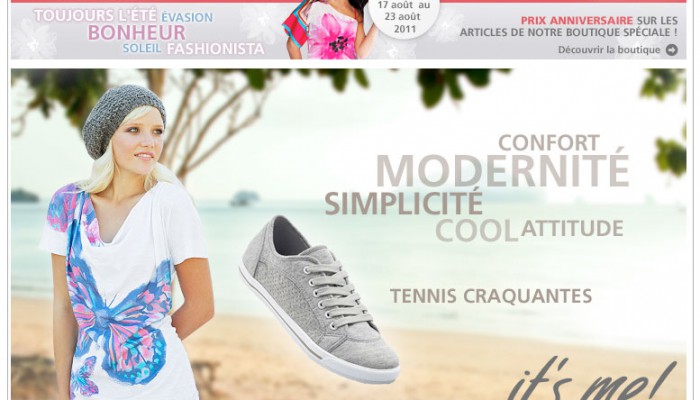 TOUJOURS L'ÉTÉ ÉVASION
BONHEUR
SOLEIL FASHIONISTA
17 août au
23 août
2011
PRIX ANNIVERSAIRE SUR LES
ARTICLES DE NOTRE BOUTIQUE SPÉCIALE !
Découvrir la boutique
CONFORT
MODERNITÉ
SIMPLICITÉ
COOL ATTITUDE
TENNIS CRAQUANTES
it's me!